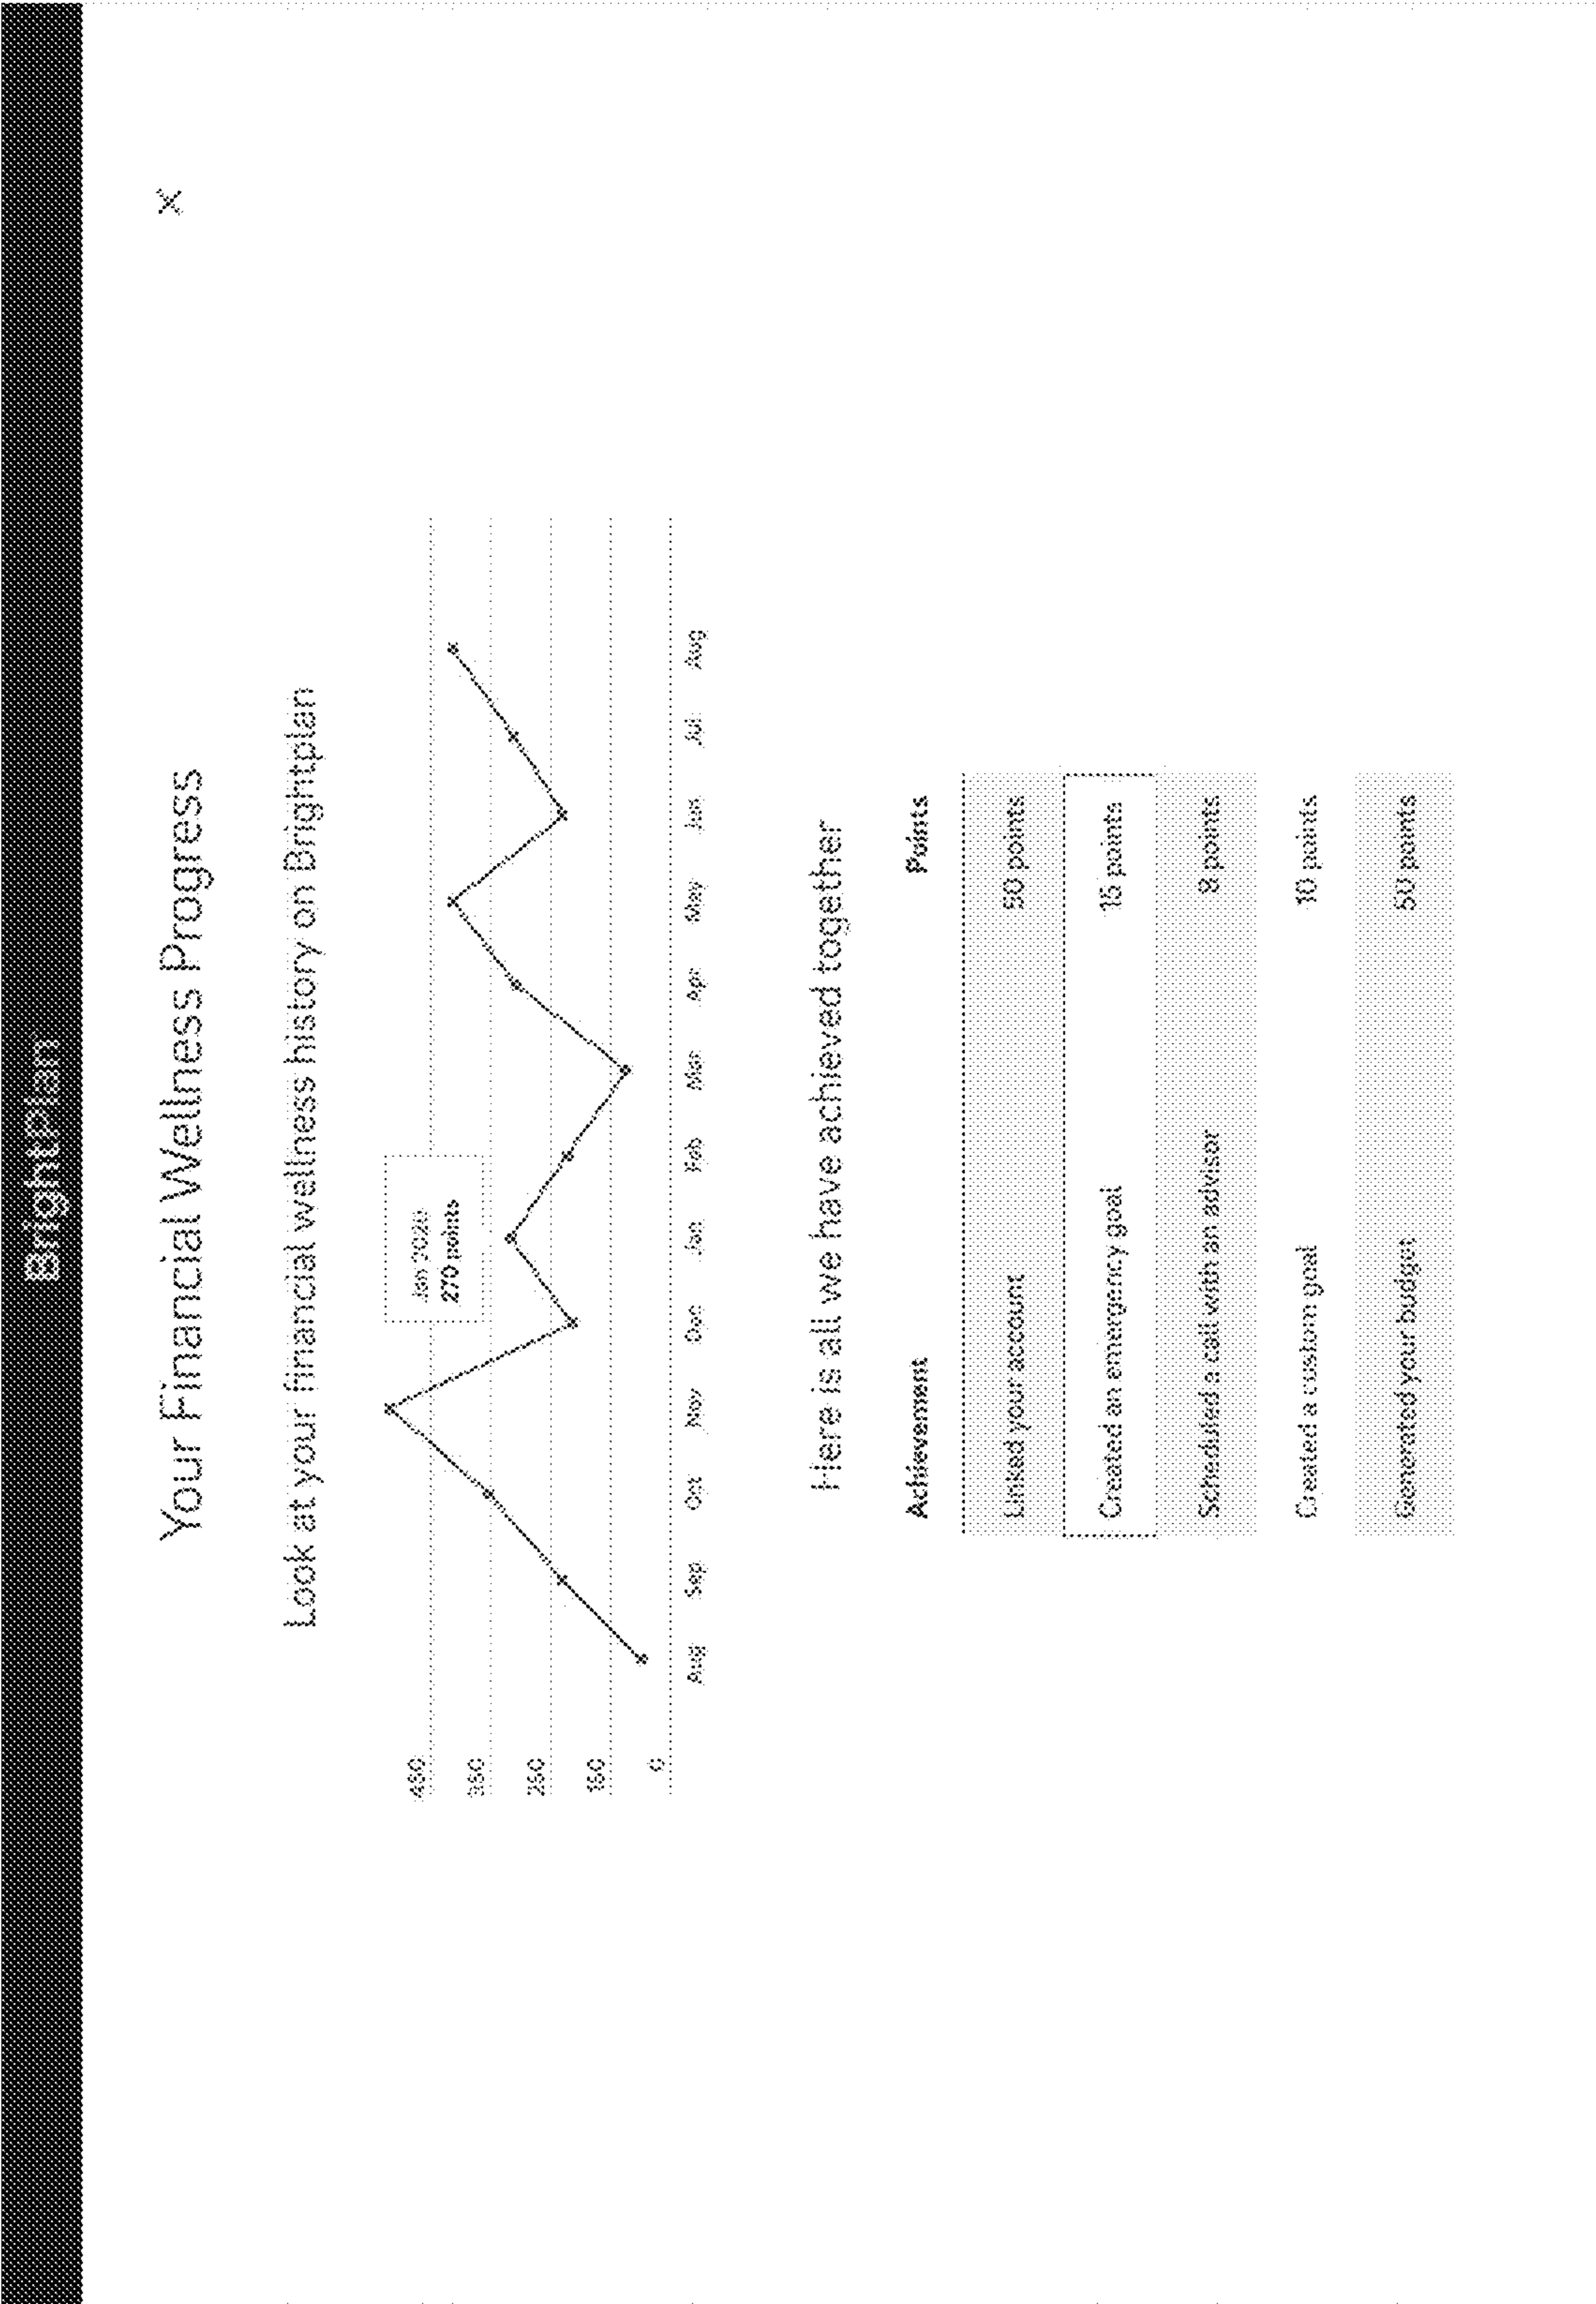 BrightPlan
Your Financial Wellness Progress
X
Look at your financial wellness history on Brightplan
450
350
250
150
0
Jan 2020
270 points
Aug Sep Oct Nov Dec Jan Feb Mar Apr May Jun Jul Aug
Here is all we have achieved together
Achievement Points
Linked your account 50 points
Created an emergency goal 15 points
Scheduled a call with an advisor 8 points
Created a custom goal 10 points
Generated your budget 50 points